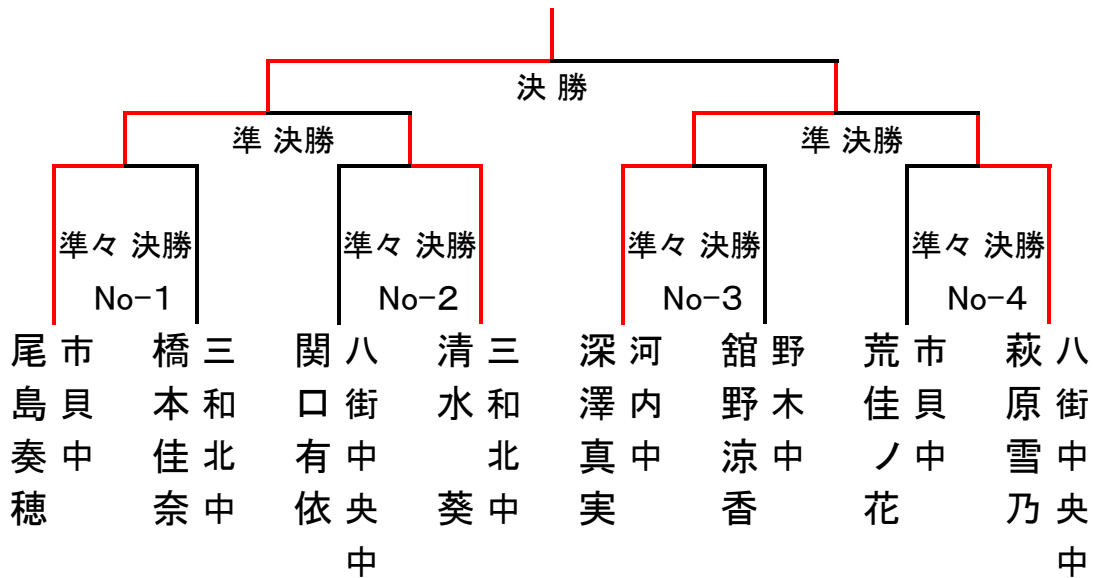 決 勝
準 決勝
準 決勝
準々 決勝
No-1
準々 決勝
No-2
準々 決勝
No-3
準々 決勝
No-4
尾島奏穂
市貝中
橋本佳奈
三和北中
関口有依
八街中央中
清水 葵
三和北中
深澤真実
河内中
舘野涼香
野木中
荒佳ノ花
市貝中
萩原雪乃
八街中央中